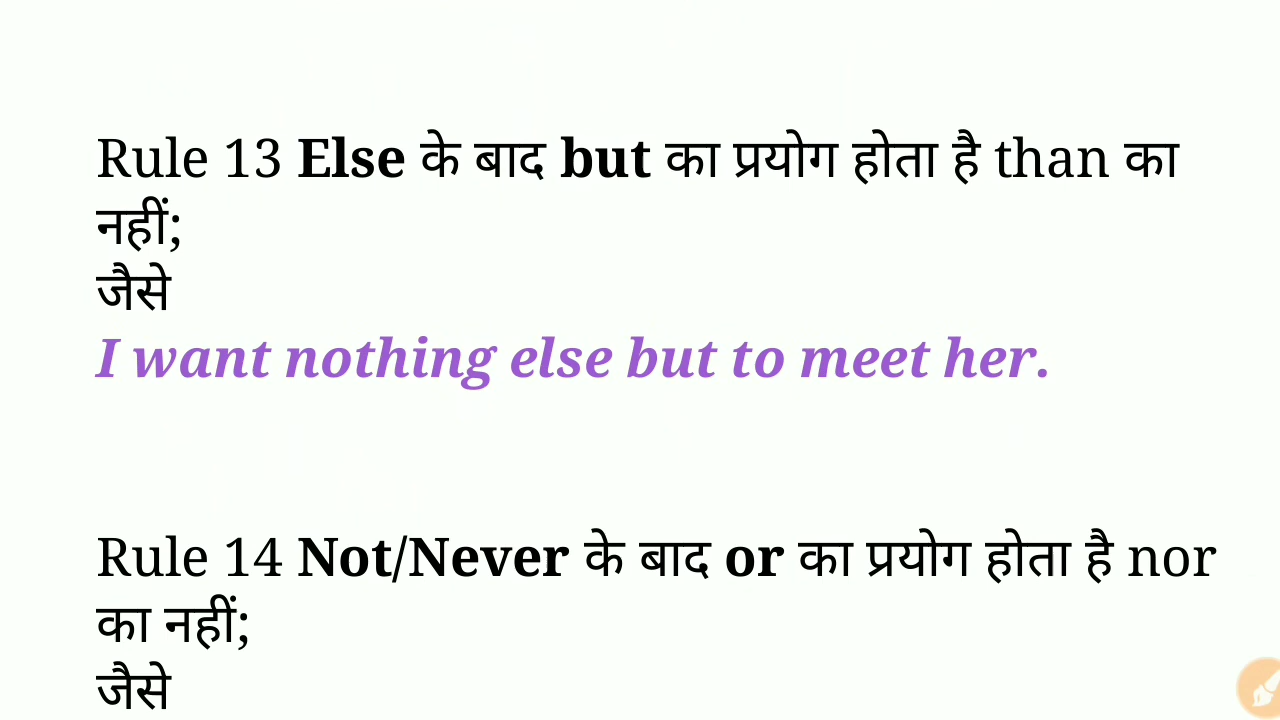 Rule 13 Else के बाद but का प्रयोग होता है than का
नहीं;
जैसे
I want nothing else but to meet her.
Rule 14 Not/Never के बाद or का प्रयोग होता है nor
का नहीं;
जैसे